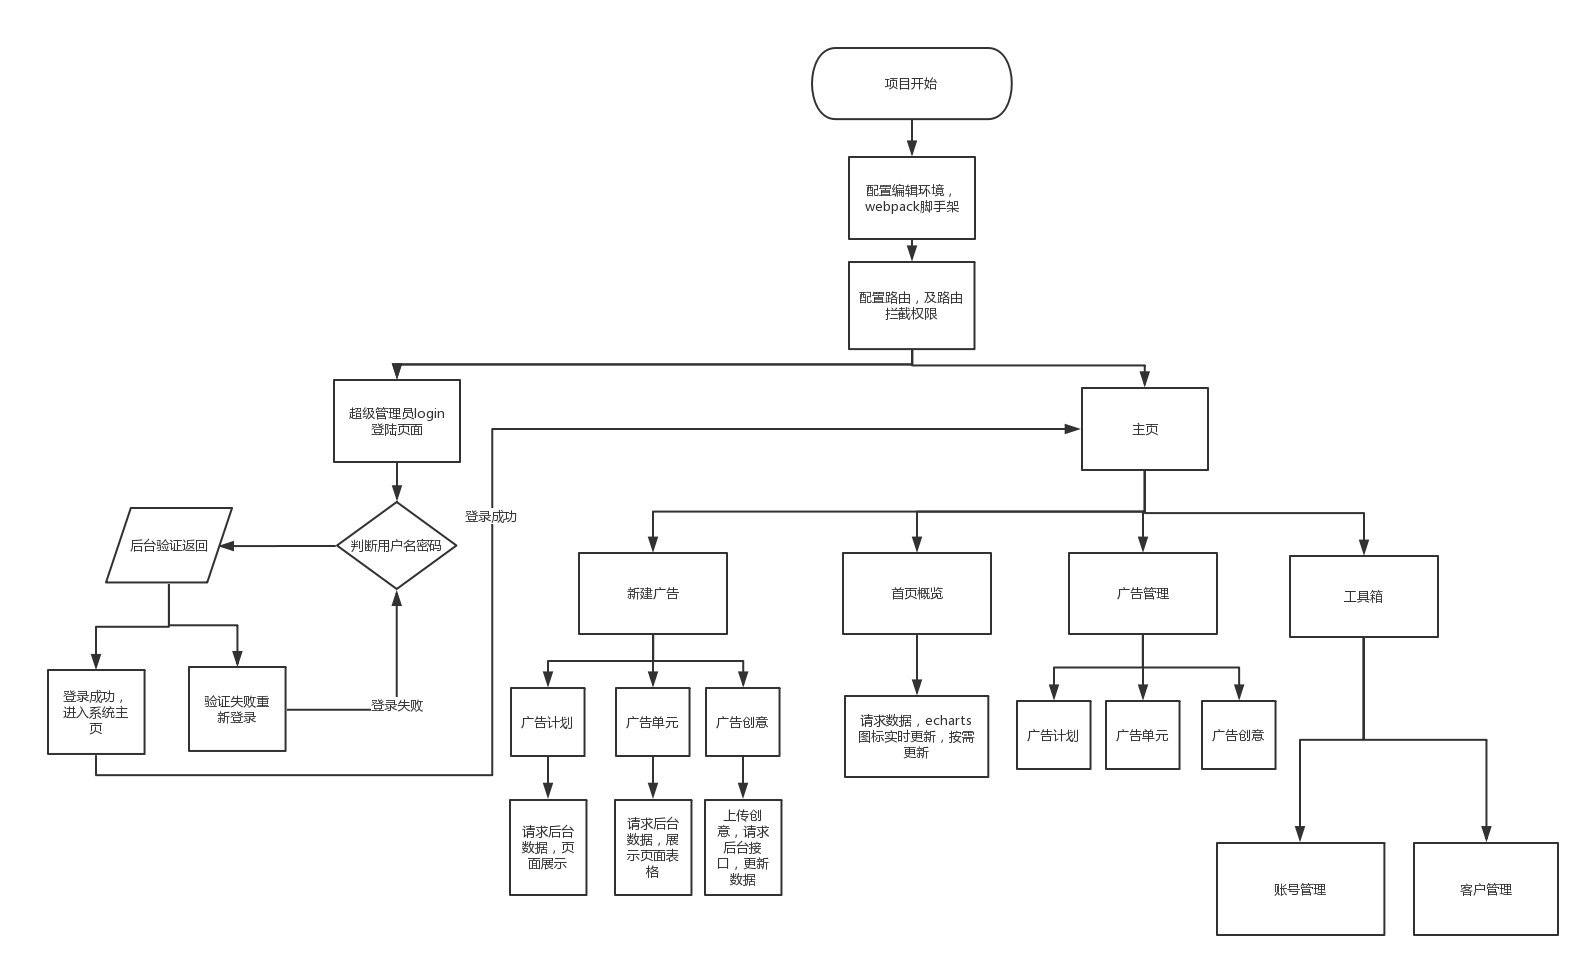 项目开始
配置编辑环境，
webpack脚手架
配置路由，及路由
拦截权限
超级管理员login
登陆页面
主页
登录成功
后台验证返回
判断用户名密码
新建广告
首页概览
广告管理
工具箱
登录成功，
进入系统主
页
验证失败重
新登录
登录失败
广告计划
广告单元
广告创意
请求数据，echarts
图标实时更新，按需
更新
广告计划
广告单元
广告创意
请求后台
数据，页
面展示
请求后台
数据，展
示页面表
格
上传创
意，请求
后台接
口，更新
数据
账号管理
客户管理